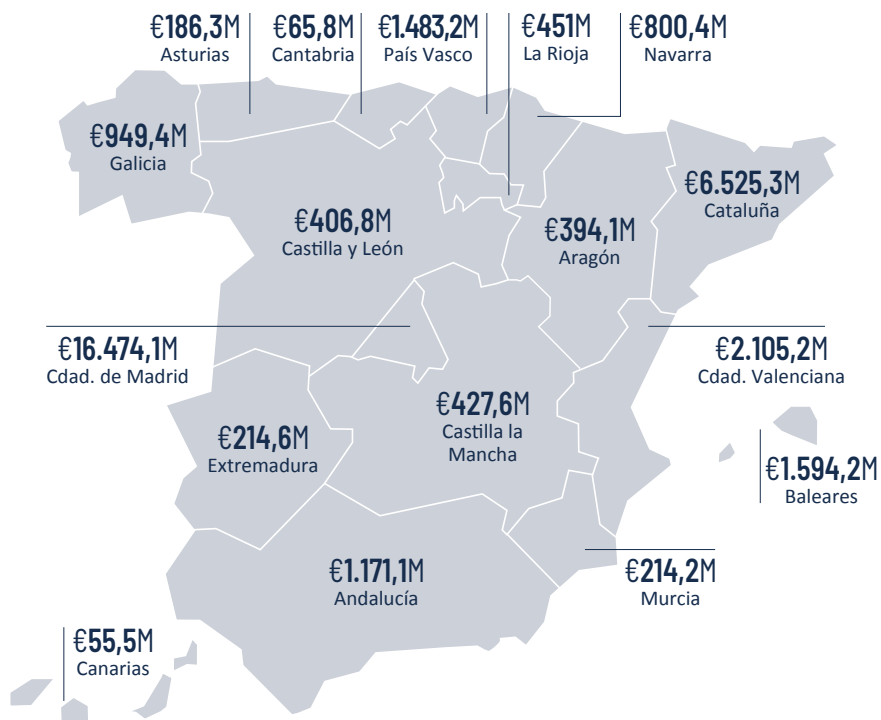 €186,3M
Asturias
€65,8M
Cantabria
€1.483,2M
País Vasco
€451M
La Rioja
€800,4M
Navarra
€949,4M
Galicia
€6.525,3M
Cataluña
€406,8M
Castilla y León
€394,1M
Aragón
€16.474,1M
Cdad. de Madrid
€2.105,2M
Cdad. Valenciana
€427,6M
Castilla la
Mancha
€214,6M
Extremadura
€1.594,2M
Baleares
€1.171,1M
Andalucía
€214,2M
Murcia
€55,5M
Canarias